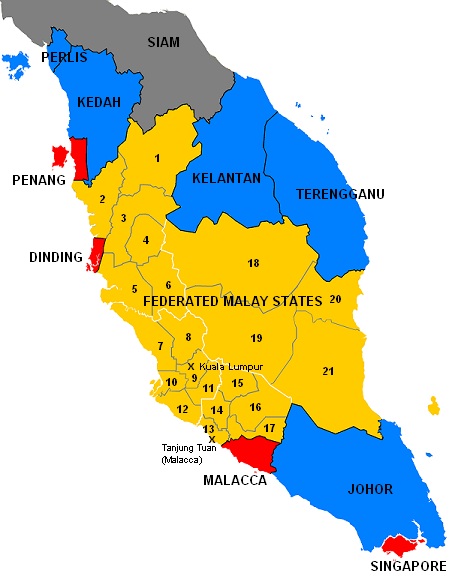 SIAM
PERLIS
KEDAH
1
PENANG
KELANTAN
TERENGGANU
2
3
4
DINDING
18
5
6
20
FEDERATED MALAY STATES
7
8
19
X Kuala Lumpur
21
9
10
11
15
12
14
16
13
17
X
Tanjung Tuan
(Malacca)
MALACCA
JOHOR
SINGAPORE